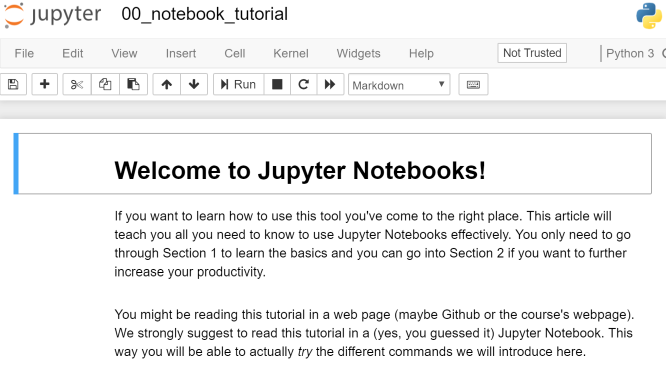 jupyter 00_notebook_tutorial
File Edit View Insert Cell Kernel Widgets Help Not Trusted Python 3
Run Markdown
Welcome to Jupyter Notebooks!
If you want to learn how to use this tool you've come to the right place. This article will
teach you all you need to know to use Jupyter Notebooks effectively. You only need to go
through Section 1 to learn the basics and you can go into Section 2 if you want to further
increase your productivity.
You might be reading this tutorial in a web page (maybe Github or the course's webpage).
We strongly suggest to read this tutorial in a (yes, you guessed it) Jupyter Notebook. This
way you will be able to actually try the different commands we will introduce here.